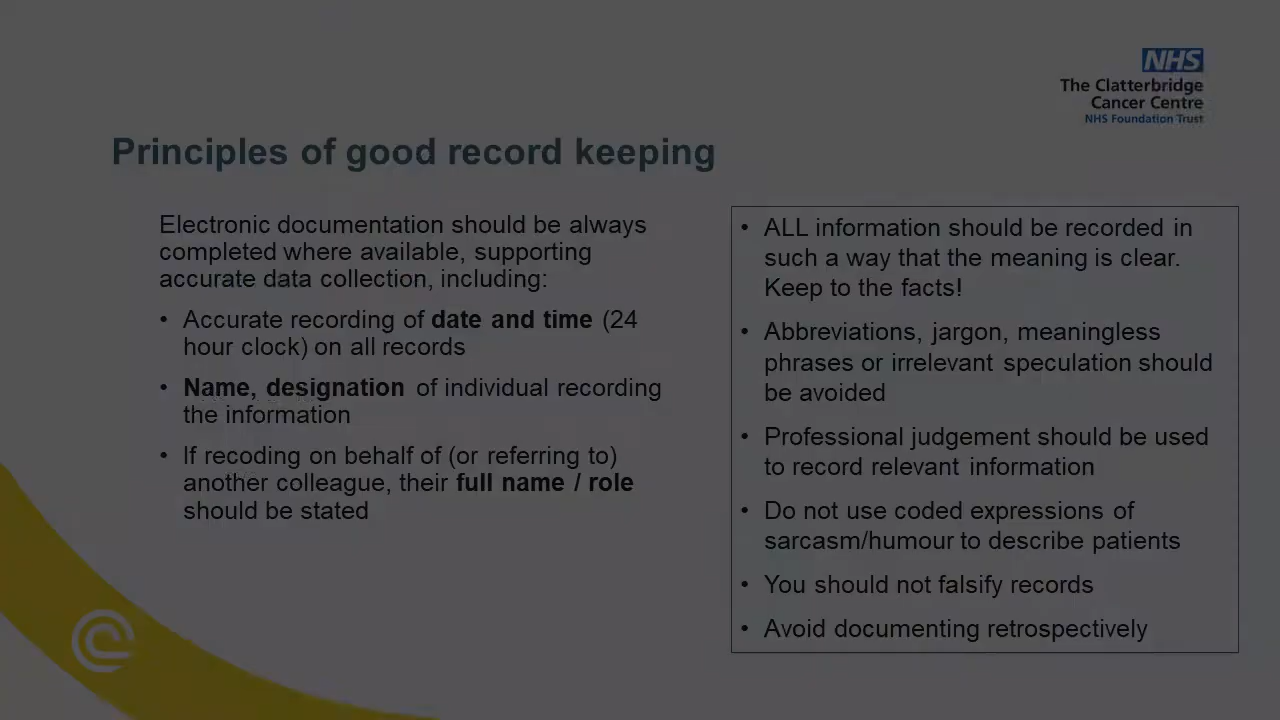 NHS
The Clatterbridge
Cancer Centre
NHS Foundation Trust
Principles of good record keeping
Electronic documentation should be always
completed where available, supporting
accurate data collection, including:
• Accurate recording of date and time (24
hour clock) on all records
• Name, designation of individual recording
the information
• If recoding on behalf of (or referring to)
another colleague, their full name / role
should be stated
• ALL information should be recorded in
such a way that the meaning is clear.
Keep to the facts!
• Abbreviations, jargon, meaningless
phrases or irrelevant speculation should
be avoided
• Professional judgement should be used
to record relevant information
• Do not use coded expressions of
sarcasm/humour to describe patients
• You should not falsify records
• Avoid documenting retrospectively